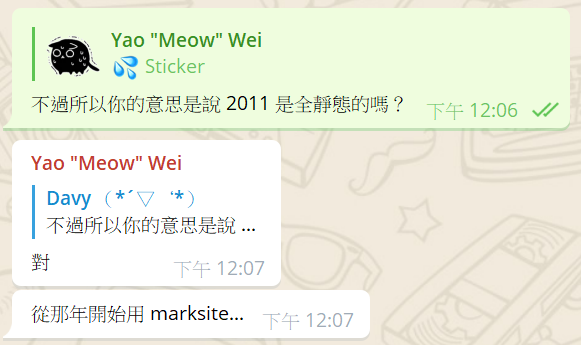 Yao "Meow" Wei
💦 Sticker
不過所以你的意思是說 2011 是全靜態的嗎？ 下午 12:06
Yao "Meow" Wei
Davy（*´▽‘*）
不過所以你的意思是說 ...
對 下午 12:07
從那年開始用 marksite... 下午 12:07